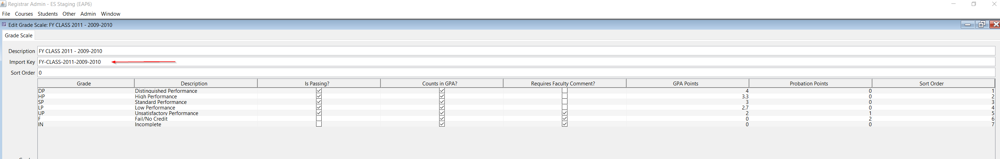 Registrar Admin - ES Staging (EAP6)
File Courses Students Other Admin Window
Edit Grade Scale: FY CLASS 2011 - 2009-2010
Grade Scale
Description FY CLASS 2011 - 2009-2010
Import Key FY-CLASS-2011-2009-2010
Sort Order 0
Grade Description Is Passing? Counts in GPA? Requires Faculty Comment? GPA Points Probation Points Sort Order
DP Distinguished Performance 4 0 1
HP High Performance 3.3 0 2
SP Standard Performance 3 0 3
LP Low Performance 2.7 0 4
UP Unsatisfactory Performance 2 1 5
F Fail/No Credit 0 2 6
IN Incomplete 0 0 7